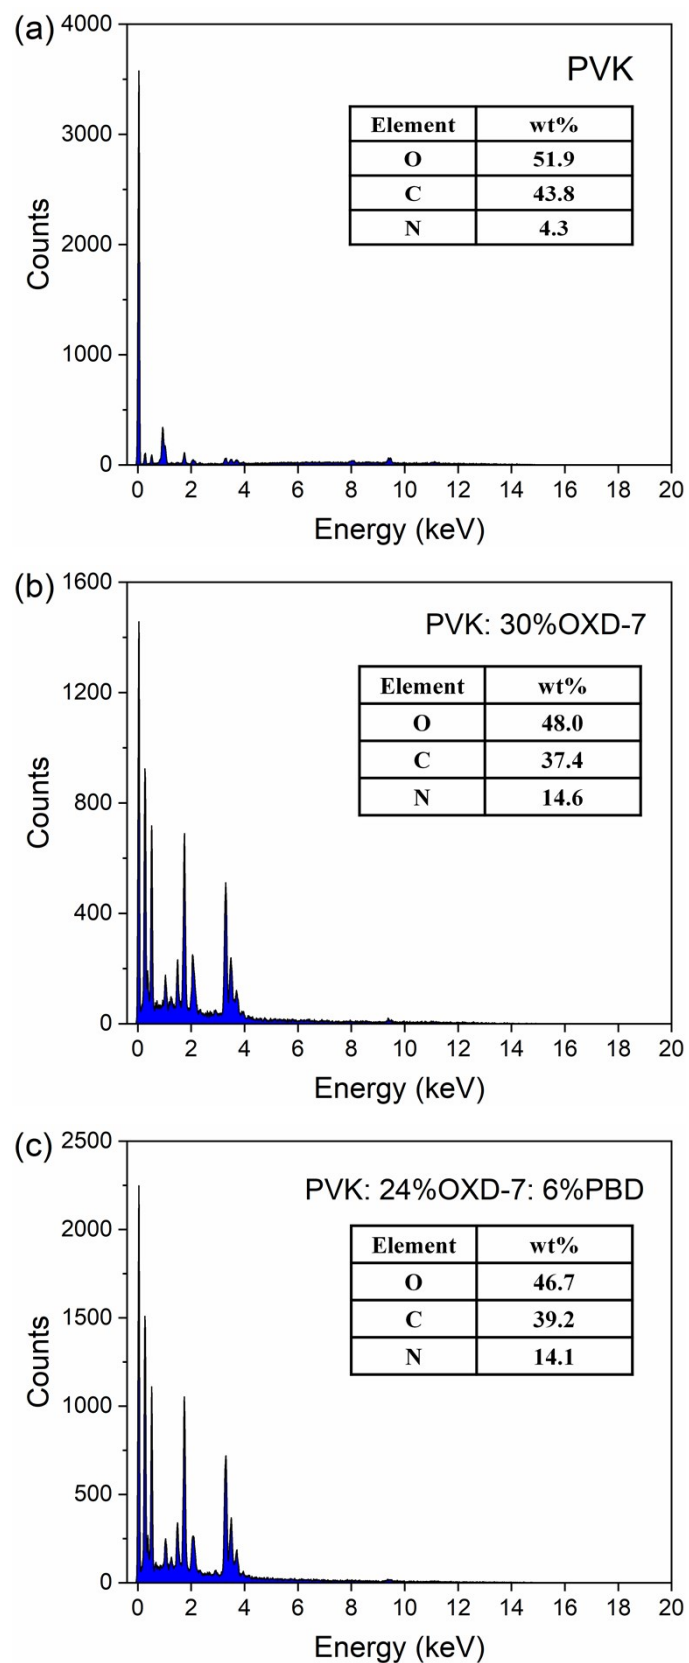 (a)
4000
3000
2000
1000
0
Counts
PVK
Element wt%
O 51.9
C 43.8
N 4.3
0 2 4 6 8 10 12 14 16 18 20
Energy (keV)
(b)
1600
1200
800
400
0
Counts
PVK: 30%OXD-7
Element wt%
O 48.0
C 37.4
N 14.6
0 2 4 6 8 10 12 14 16 18 20
Energy (keV)
(c)
2500
2000
1500
1000
500
0
Counts
PVK: 24%OXD-7: 6%PBD
Element wt%
O 46.7
C 39.2
N 14.1
0 2 4 6 8 10 12 14 16 18 20
Energy (keV)